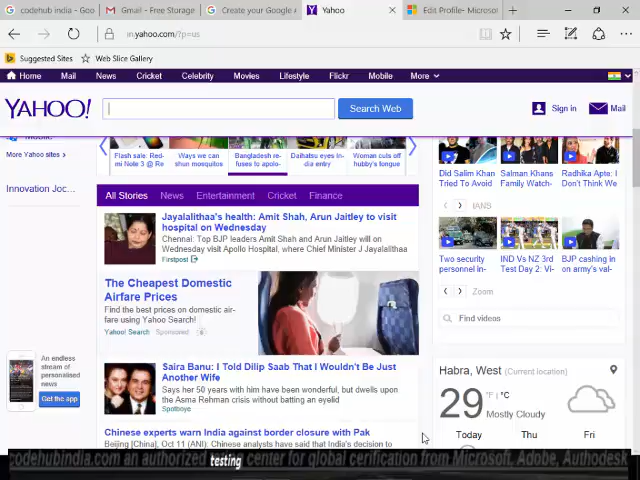 codehub india - Goo
Gmail - Free Storage
Create your Google A
Yahoo
Edit Profile- Microsof
in.yahoo.com/?p=us
Suggested Sites
Web Slice Gallery
Home Mail News Cricket Celebrity Movies Lifestyle Flickr Mobile More
YAHOO!
Search Web
Sign in
Mail
More Yahoo sites >
Innovation Joc...
Flash sale: Red-
mi Note 3 @ Re
Ways we can
shun mosquitos
Bangladesh re-
fuses to apolo-
Daihatsu eyes in-
dia entry
Woman cuts off
hubby's tongue
All Stories News Entertainment Cricket Finance
Jayalalithaa's health: Amit Shah, Arun Jaitley to visit
hospital on Wednesday
Chennai: Top BJP leaders Amit Shah and Arun Jaitley will on
Wednesday visit Apollo Hospital, where Chief Minister J Jayalalithaa
Firstpost
The Cheapest Domestic
Airfare Prices
Find the best prices on domestic air-
fare using Yahoo Search!
Yahoo! Search Sponsored
An endless
stream of
personalised
news
Get the app
Saira Banu: I Told Dilip Saab That I Wouldn't Be Just
Another Wife
Says her 50 years with him have been wonderful, but dwells upon
the Asma Rehman crisis without batting an eyelid
Spotboye
Chinese experts warn India against border closure with Pak
Beijing [China], Oct 11 (ANI): Chinese analysts have said that India's decision to
Did Salim Khan
Tried To Avoid
Salman Khans
Family Watch-
Radhika Apte: I
Don't Think We
IANS
Two security
personnel in-
IND Vs NZ 3rd
Test Day 2: Vi-
BJP cashing in
on army's val-
Zoom
Find videos
Habra, West (Current location)
29 °F | °C
Mostly Cloudy
Today Thu Fri
codehubindia.com an authorized testing center for global cerification from Microsoft, Adobe, Authodesk